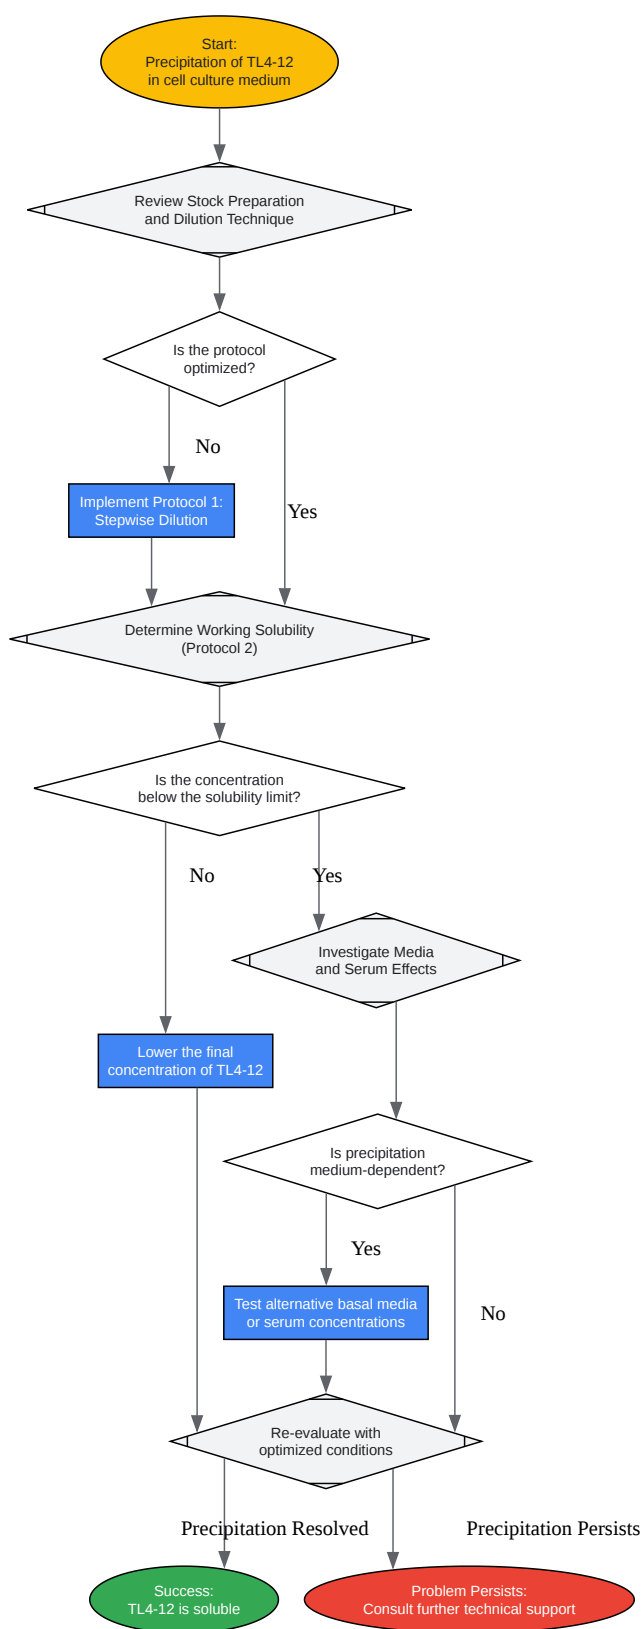 Start:
Precipitation of TL4-12
in cell culture medium
Review Stock Preparation
and Dilution Technique
Is the protocol
optimized?
No
Yes
Implement Protocol 1:
Stepwise Dilution
Determine Working Solubility
(Protocol 2)
Is the concentration
below the solubility limit?
No
Yes
Investigate Media
and Serum Effects
Lower the final
concentration of TL4-12
Is precipitation
medium-dependent?
Yes
No
Test alternative basal media
or serum concentrations
Re-evaluate with
optimized conditions
Precipitation Resolved
Precipitation Persists
Success:
TL4-12 is soluble
Problem Persists:
Consult further technical support